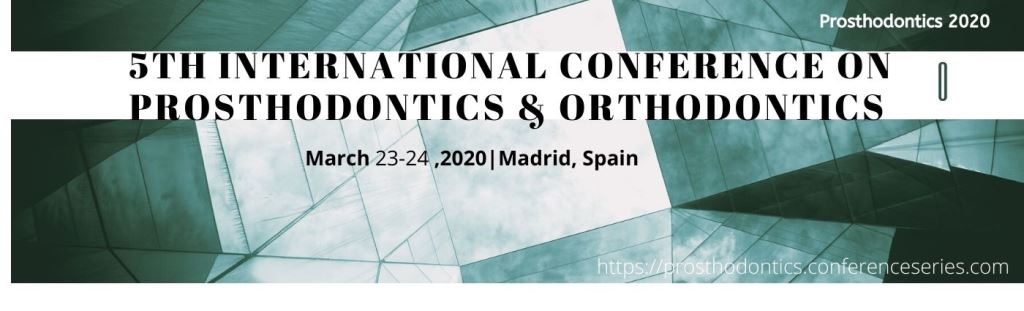 Prosthodontics 2020
5TH INTERNATIONAL CONFERENCE ON
PROSTHODONTICS & ORTHODONTICS
March 23-24 ,2020|Madrid, Spain
https://prosthodontics.conferenceseries.com